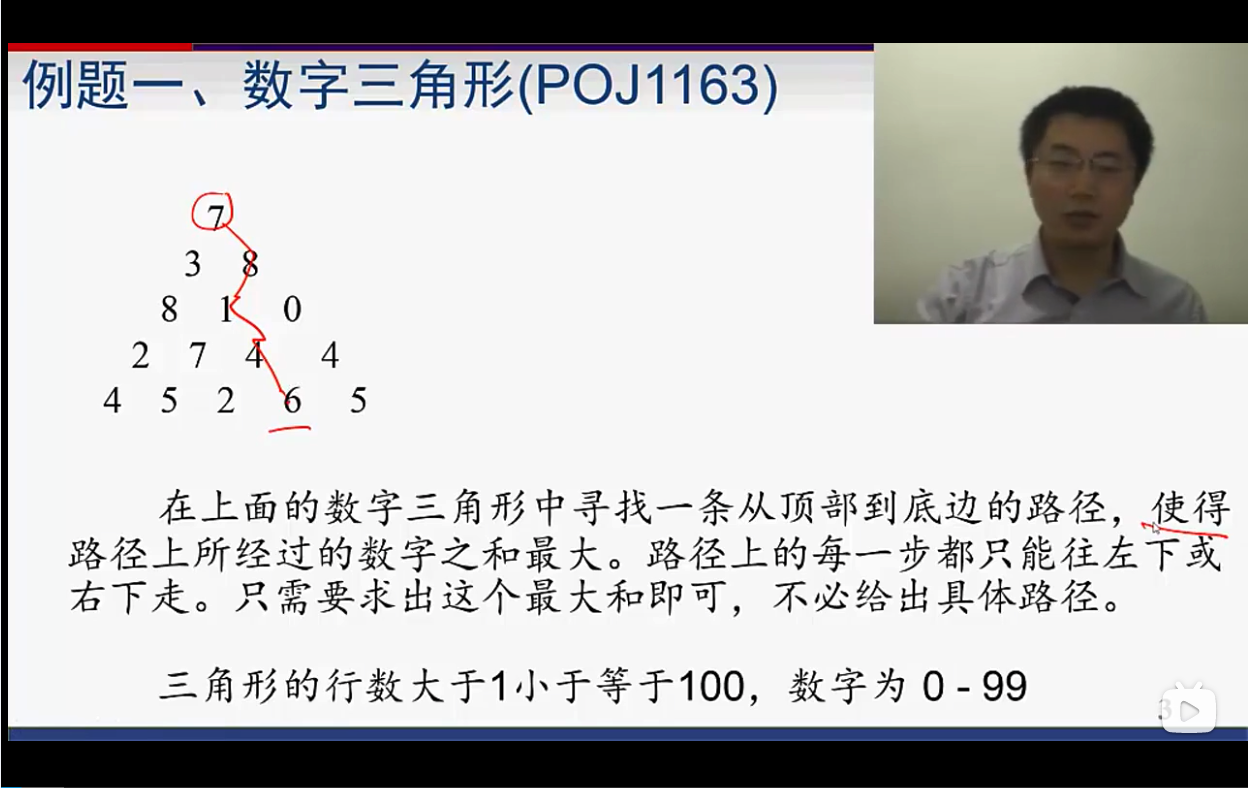 例题一、数字三角形(POJ1163)
7
3 8
8 1 0
2 7 4 4
4 5 2 6 5
在上面的数字三角形中寻找一条从顶部到底边的路径，使得
路径上所经过的数字之和最大。路径上的每一步都只能往左下或
右下走。只需要求出这个最大和即可，不必给出具体路径。
三角形的行数大于1小于等于100，数字为 0 - 99
3